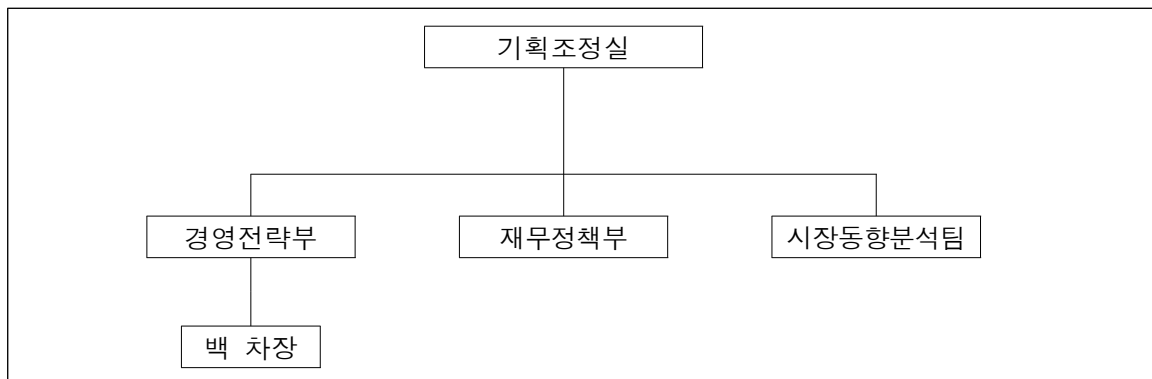 기획조정실
경영전략부
재무정책부
시장동향분석팀
백 차장